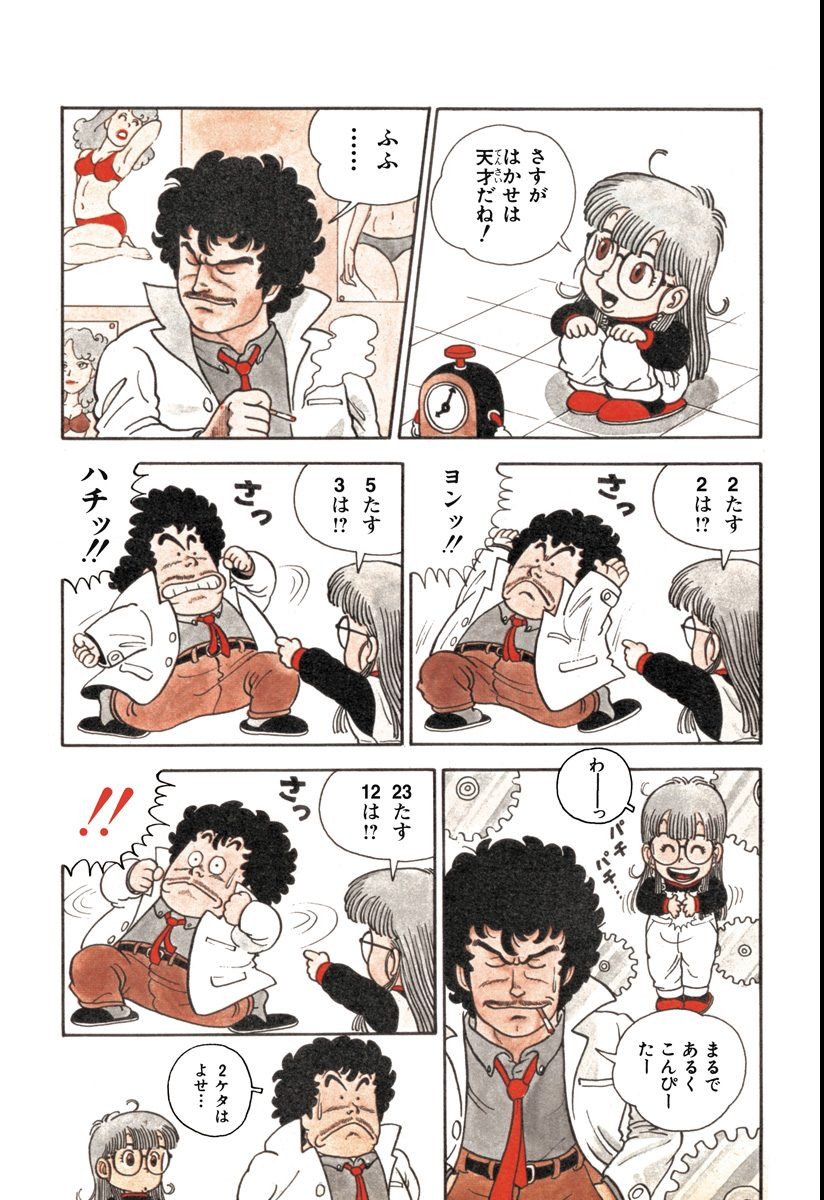 さすが
はかせは
天才だね!
てんさい
ふふ
……
2たす
2は!?
さっ
ヨンッ!!
5たす
3は!?
さっ
ハチッ!!
わーっ
パチ
パチ…
まるで
あるく
こんぴー
たー
23たす
12は!?
さっ
!!
2ケタは
よせ…